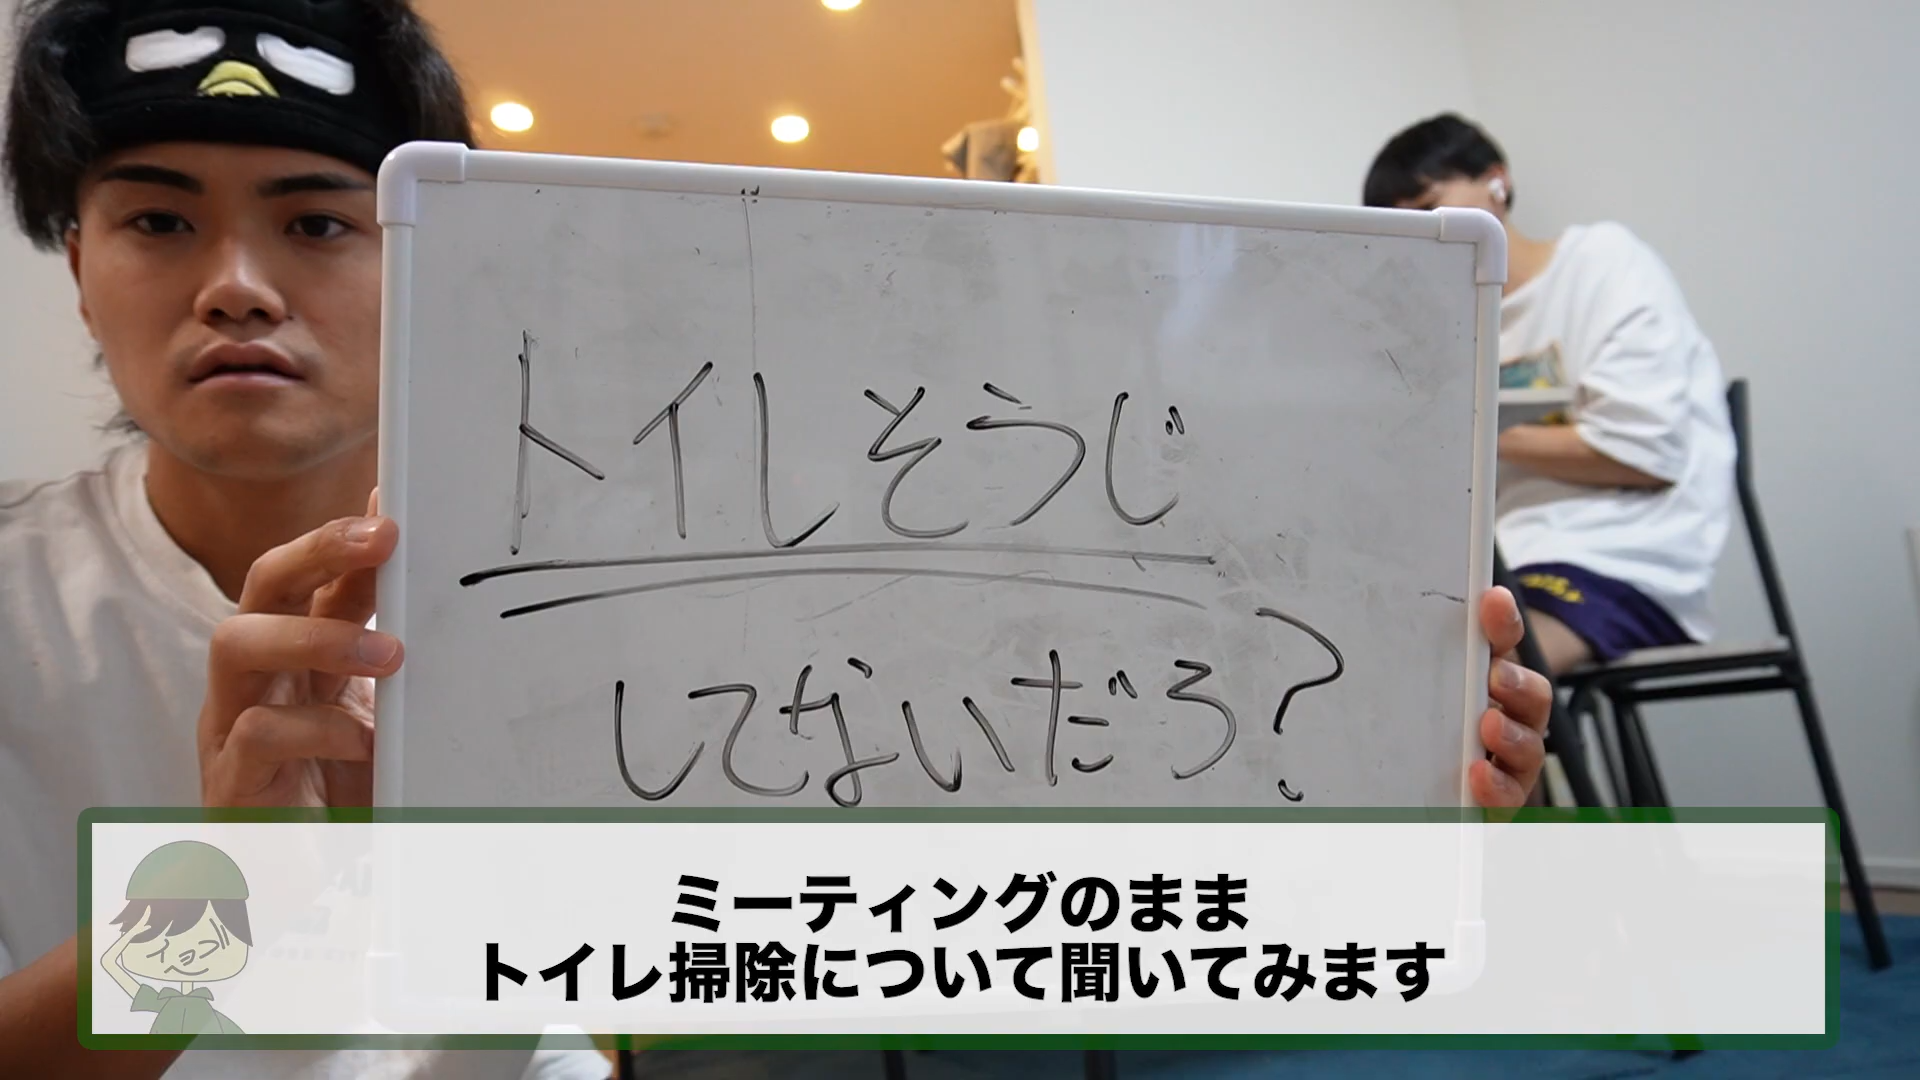 トイレそうじ
してないだろ?
ミーティングのまま
トイレ掃除について聞いてみます